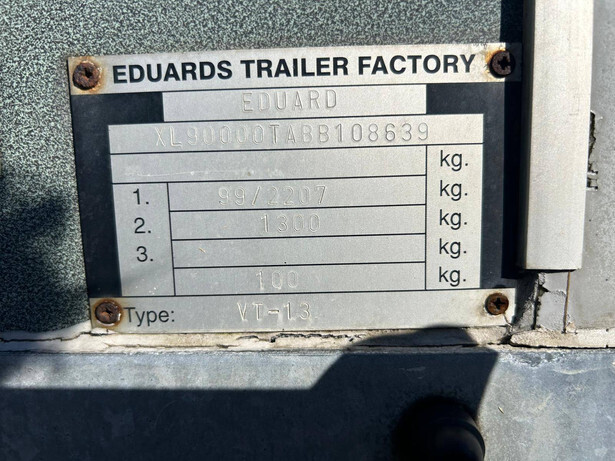 EDUARDS TRAILER FACTORY
EDUARD
XL90000TABB108639
kg.
1. 99/2207 kg.
2. 1300 kg.
3. kg.
100 kg.
Type: VT-13